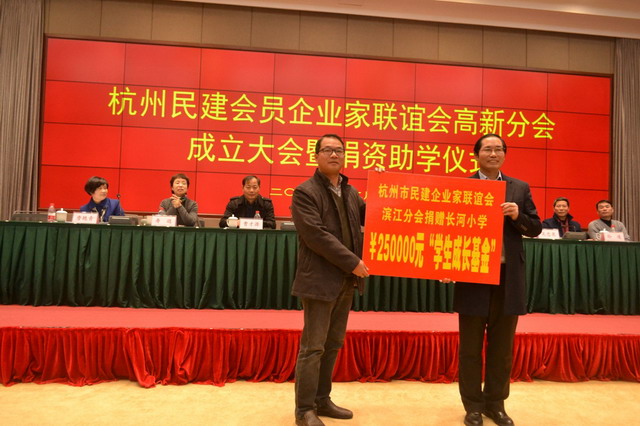 杭州民建会员企业家联谊会高新分会
成立大会暨捐资助学仪式
二〇
杭州市民建企业家联谊会
滨江分会捐赠长河小学
￥250000元“学生成长基金”